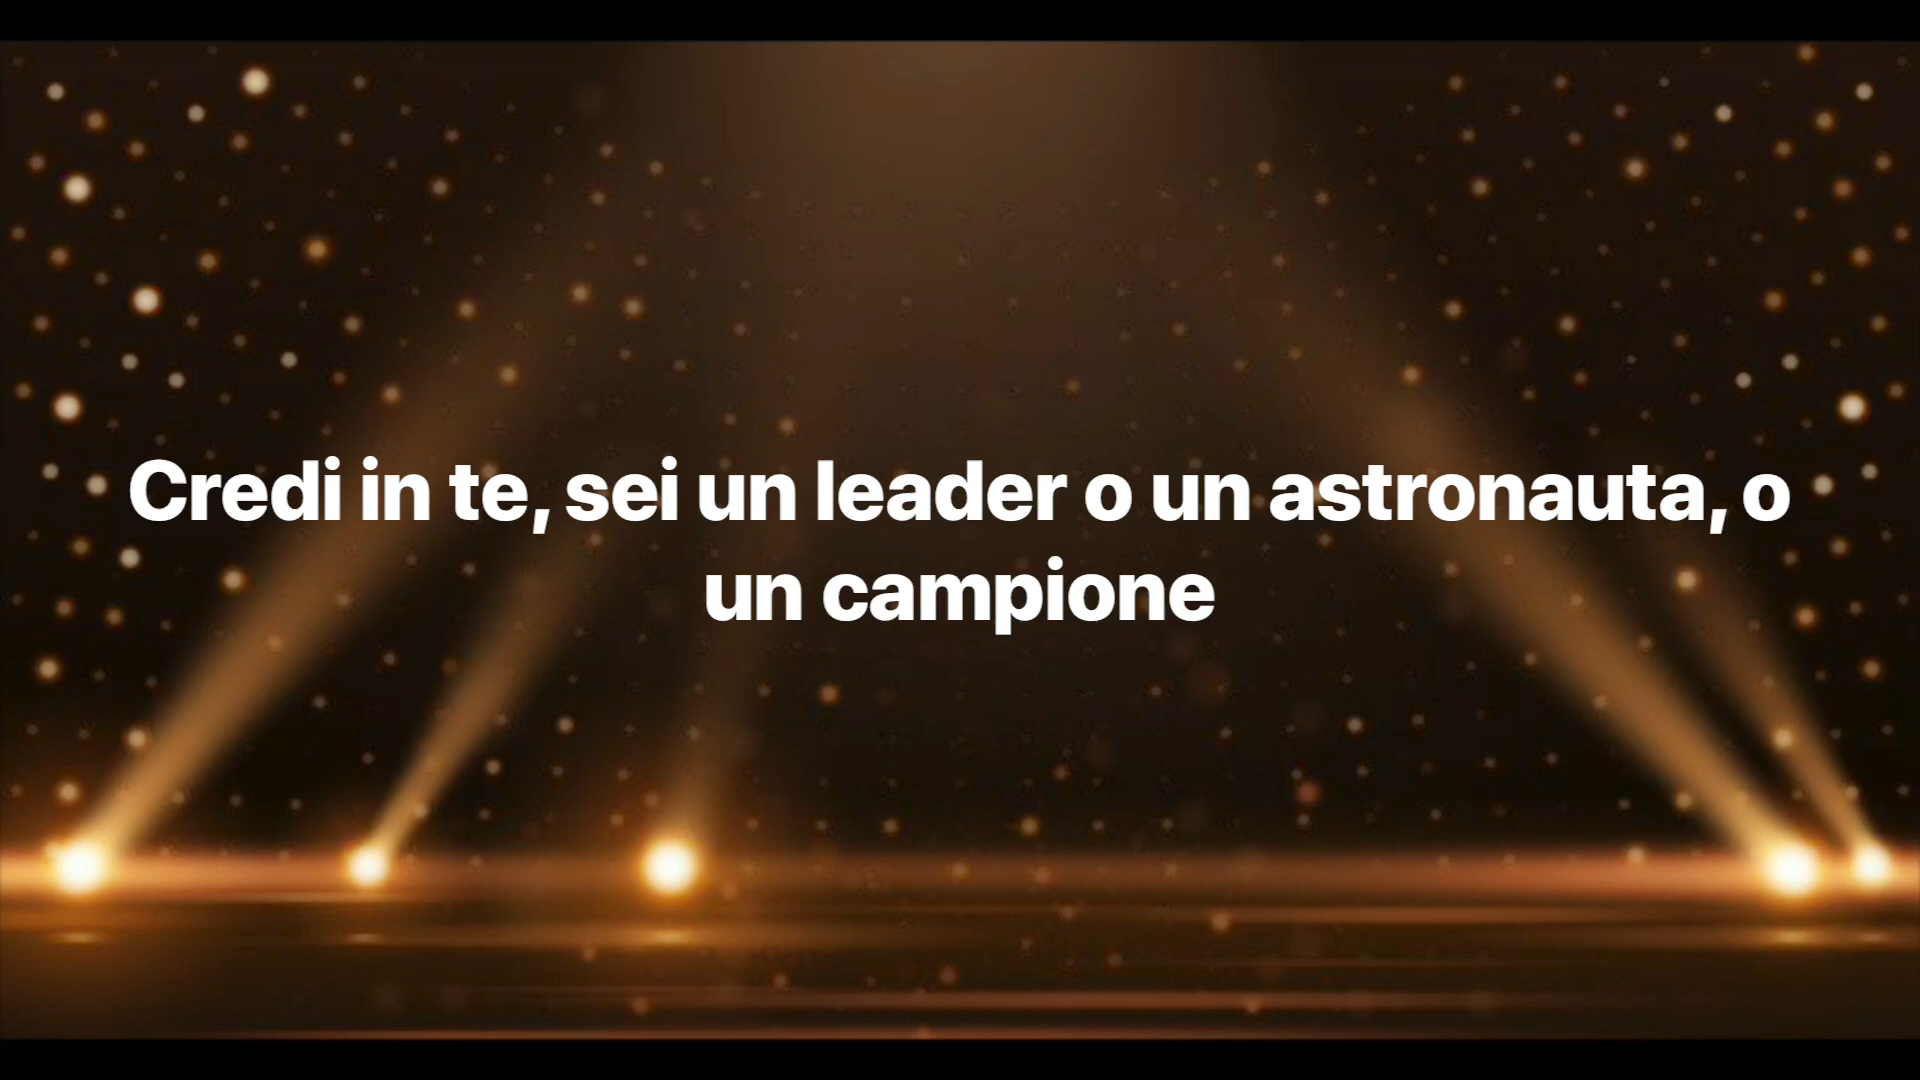 Credi in te, sei un leader o un astronauta, o
un campione